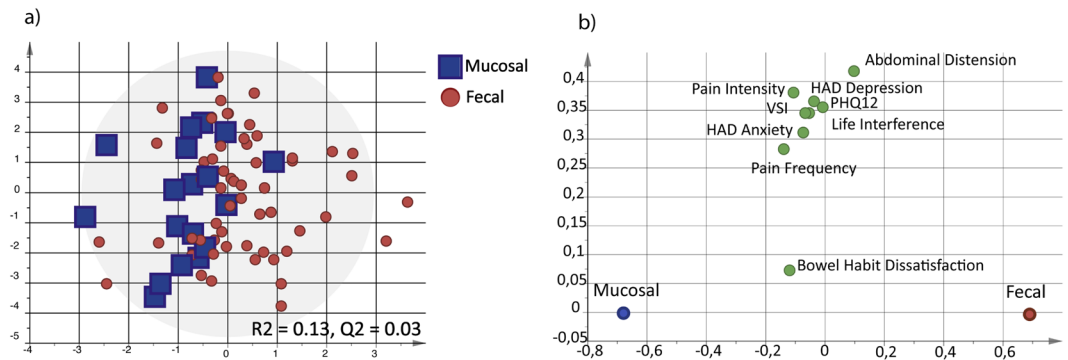 a)
4
3
2
1
0
-1
-2
-3
-4
-5
-4 -3 -2 -1 0 1 2 3 4
R2 = 0.13, Q2 = 0.03
Mucosal
Fecal
b)
0,4
0,35
0,3
0,25
0,2
0,15
0,1
0,05
0
-0,05
-0,8 -0,6 -0,4 -0,2 0 0,2 0,4 0,6 0,8
Abdominal Distension
Pain Intensity HAD Depression
VSI PHQ12
Life Interference
HAD Anxiety
Pain Frequency
Bowel Habit Dissatisfaction
Mucosal Fecal